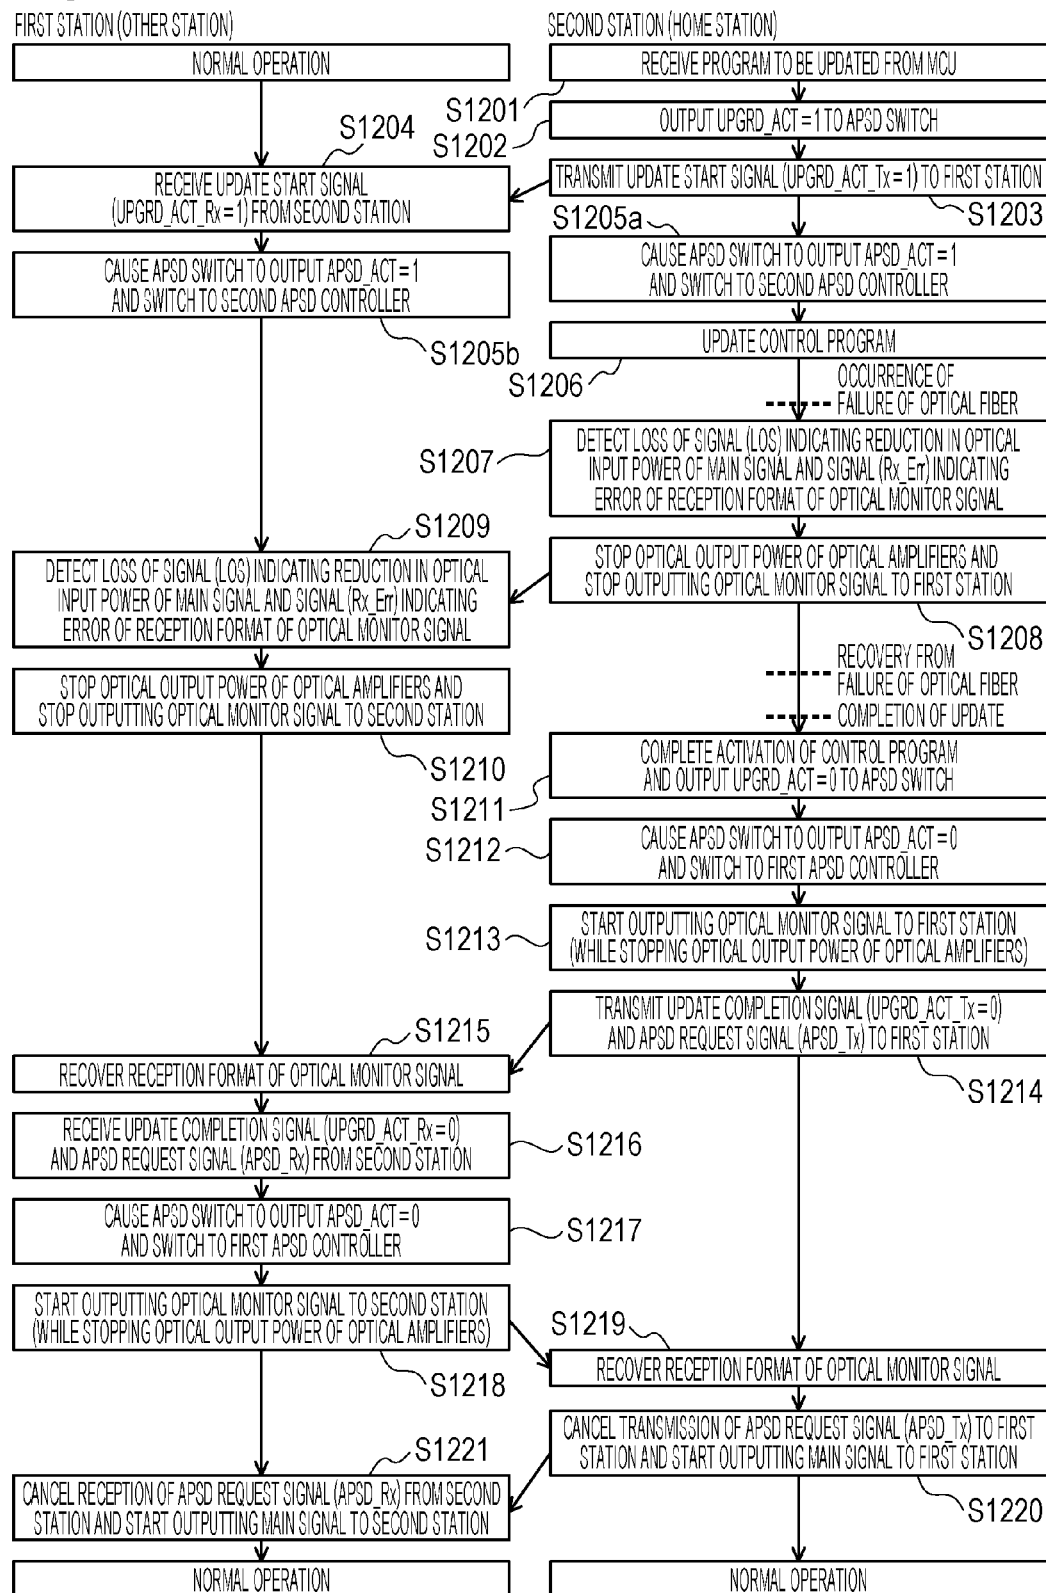 FIRST STATION (OTHER STATION)
SECOND STATION (HOME STATION)
NORMAL OPERATION
RECEIVE PROGRAM TO BE UPDATED FROM MCU
S1201
OUTPUT UPGRD_ACT = 1 TO APSD SWITCH
S1202
S1204
TRANSMIT UPDATE START SIGNAL (UPGRD_ACT_Tx = 1) TO FIRST STATION
S1203
RECEIVE UPDATE START SIGNAL
(UPGRD_ACT_Rx = 1) FROM SECOND STATION
S1205a
CAUSE APSD SWITCH TO OUTPUT APSD_ACT = 1
AND SWITCH TO SECOND APSD CONTROLLER
CAUSE APSD SWITCH TO OUTPUT APSD_ACT = 1
AND SWITCH TO SECOND APSD CONTROLLER
S1205b
UPDATE CONTROL PROGRAM
S1206
OCCURRENCE OF
FAILURE OF OPTICAL FIBER
S1207
DETECT LOSS OF SIGNAL (LOS) INDICATING REDUCTION IN OPTICAL
INPUT POWER OF MAIN SIGNAL AND SIGNAL (Rx_Err) INDICATING
ERROR OF RECEPTION FORMAT OF OPTICAL MONITOR SIGNAL
S1209
DETECT LOSS OF SIGNAL (LOS) INDICATING REDUCTION IN OPTICAL
INPUT POWER OF MAIN SIGNAL AND SIGNAL (Rx_Err) INDICATING
ERROR OF RECEPTION FORMAT OF OPTICAL MONITOR SIGNAL
STOP OPTICAL OUTPUT POWER OF OPTICAL AMPLIFIERS AND
STOP OUTPUTTING OPTICAL MONITOR SIGNAL TO FIRST STATION
S1208
STOP OPTICAL OUTPUT POWER OF OPTICAL AMPLIFIERS AND
STOP OUTPUTTING OPTICAL MONITOR SIGNAL TO SECOND STATION
S1210
RECOVERY FROM
FAILURE OF OPTICAL FIBER
COMPLETION OF UPDATE
COMPLETE ACTIVATION OF CONTROL PROGRAM
AND OUTPUT UPGRD_ACT = 0 TO APSD SWITCH
S1211
S1212
CAUSE APSD SWITCH TO OUTPUT APSD_ACT = 0
AND SWITCH TO FIRST APSD CONTROLLER
S1213
START OUTPUTTING OPTICAL MONITOR SIGNAL TO FIRST STATION
(WHILE STOPPING OPTICAL OUTPUT POWER OF OPTICAL AMPLIFIERS)
TRANSMIT UPDATE COMPLETION SIGNAL (UPGRD_ACT_Tx = 0)
AND APSD REQUEST SIGNAL (APSD_Tx) TO FIRST STATION
S1214
S1215
RECOVER RECEPTION FORMAT OF OPTICAL MONITOR SIGNAL
RECEIVE UPDATE COMPLETION SIGNAL (UPGRD_ACT_Rx = 0)
AND APSD REQUEST SIGNAL (APSD_Rx) FROM SECOND STATION
S1216
CAUSE APSD SWITCH TO OUTPUT APSD_ACT = 0
AND SWITCH TO FIRST APSD CONTROLLER
S1217
START OUTPUTTING OPTICAL MONITOR SIGNAL TO SECOND STATION
(WHILE STOPPING OPTICAL OUTPUT POWER OF OPTICAL AMPLIFIERS)
S1218
S1219
RECOVER RECEPTION FORMAT OF OPTICAL MONITOR SIGNAL
CANCEL TRANSMISSION OF APSD REQUEST SIGNAL (APSD_Tx) TO FIRST
STATION AND START OUTPUTTING MAIN SIGNAL TO FIRST STATION
S1220
S1221
CANCEL RECEPTION OF APSD REQUEST SIGNAL (APSD_Rx) FROM SECOND
STATION AND START OUTPUTTING MAIN SIGNAL TO SECOND STATION
NORMAL OPERATION
NORMAL OPERATION